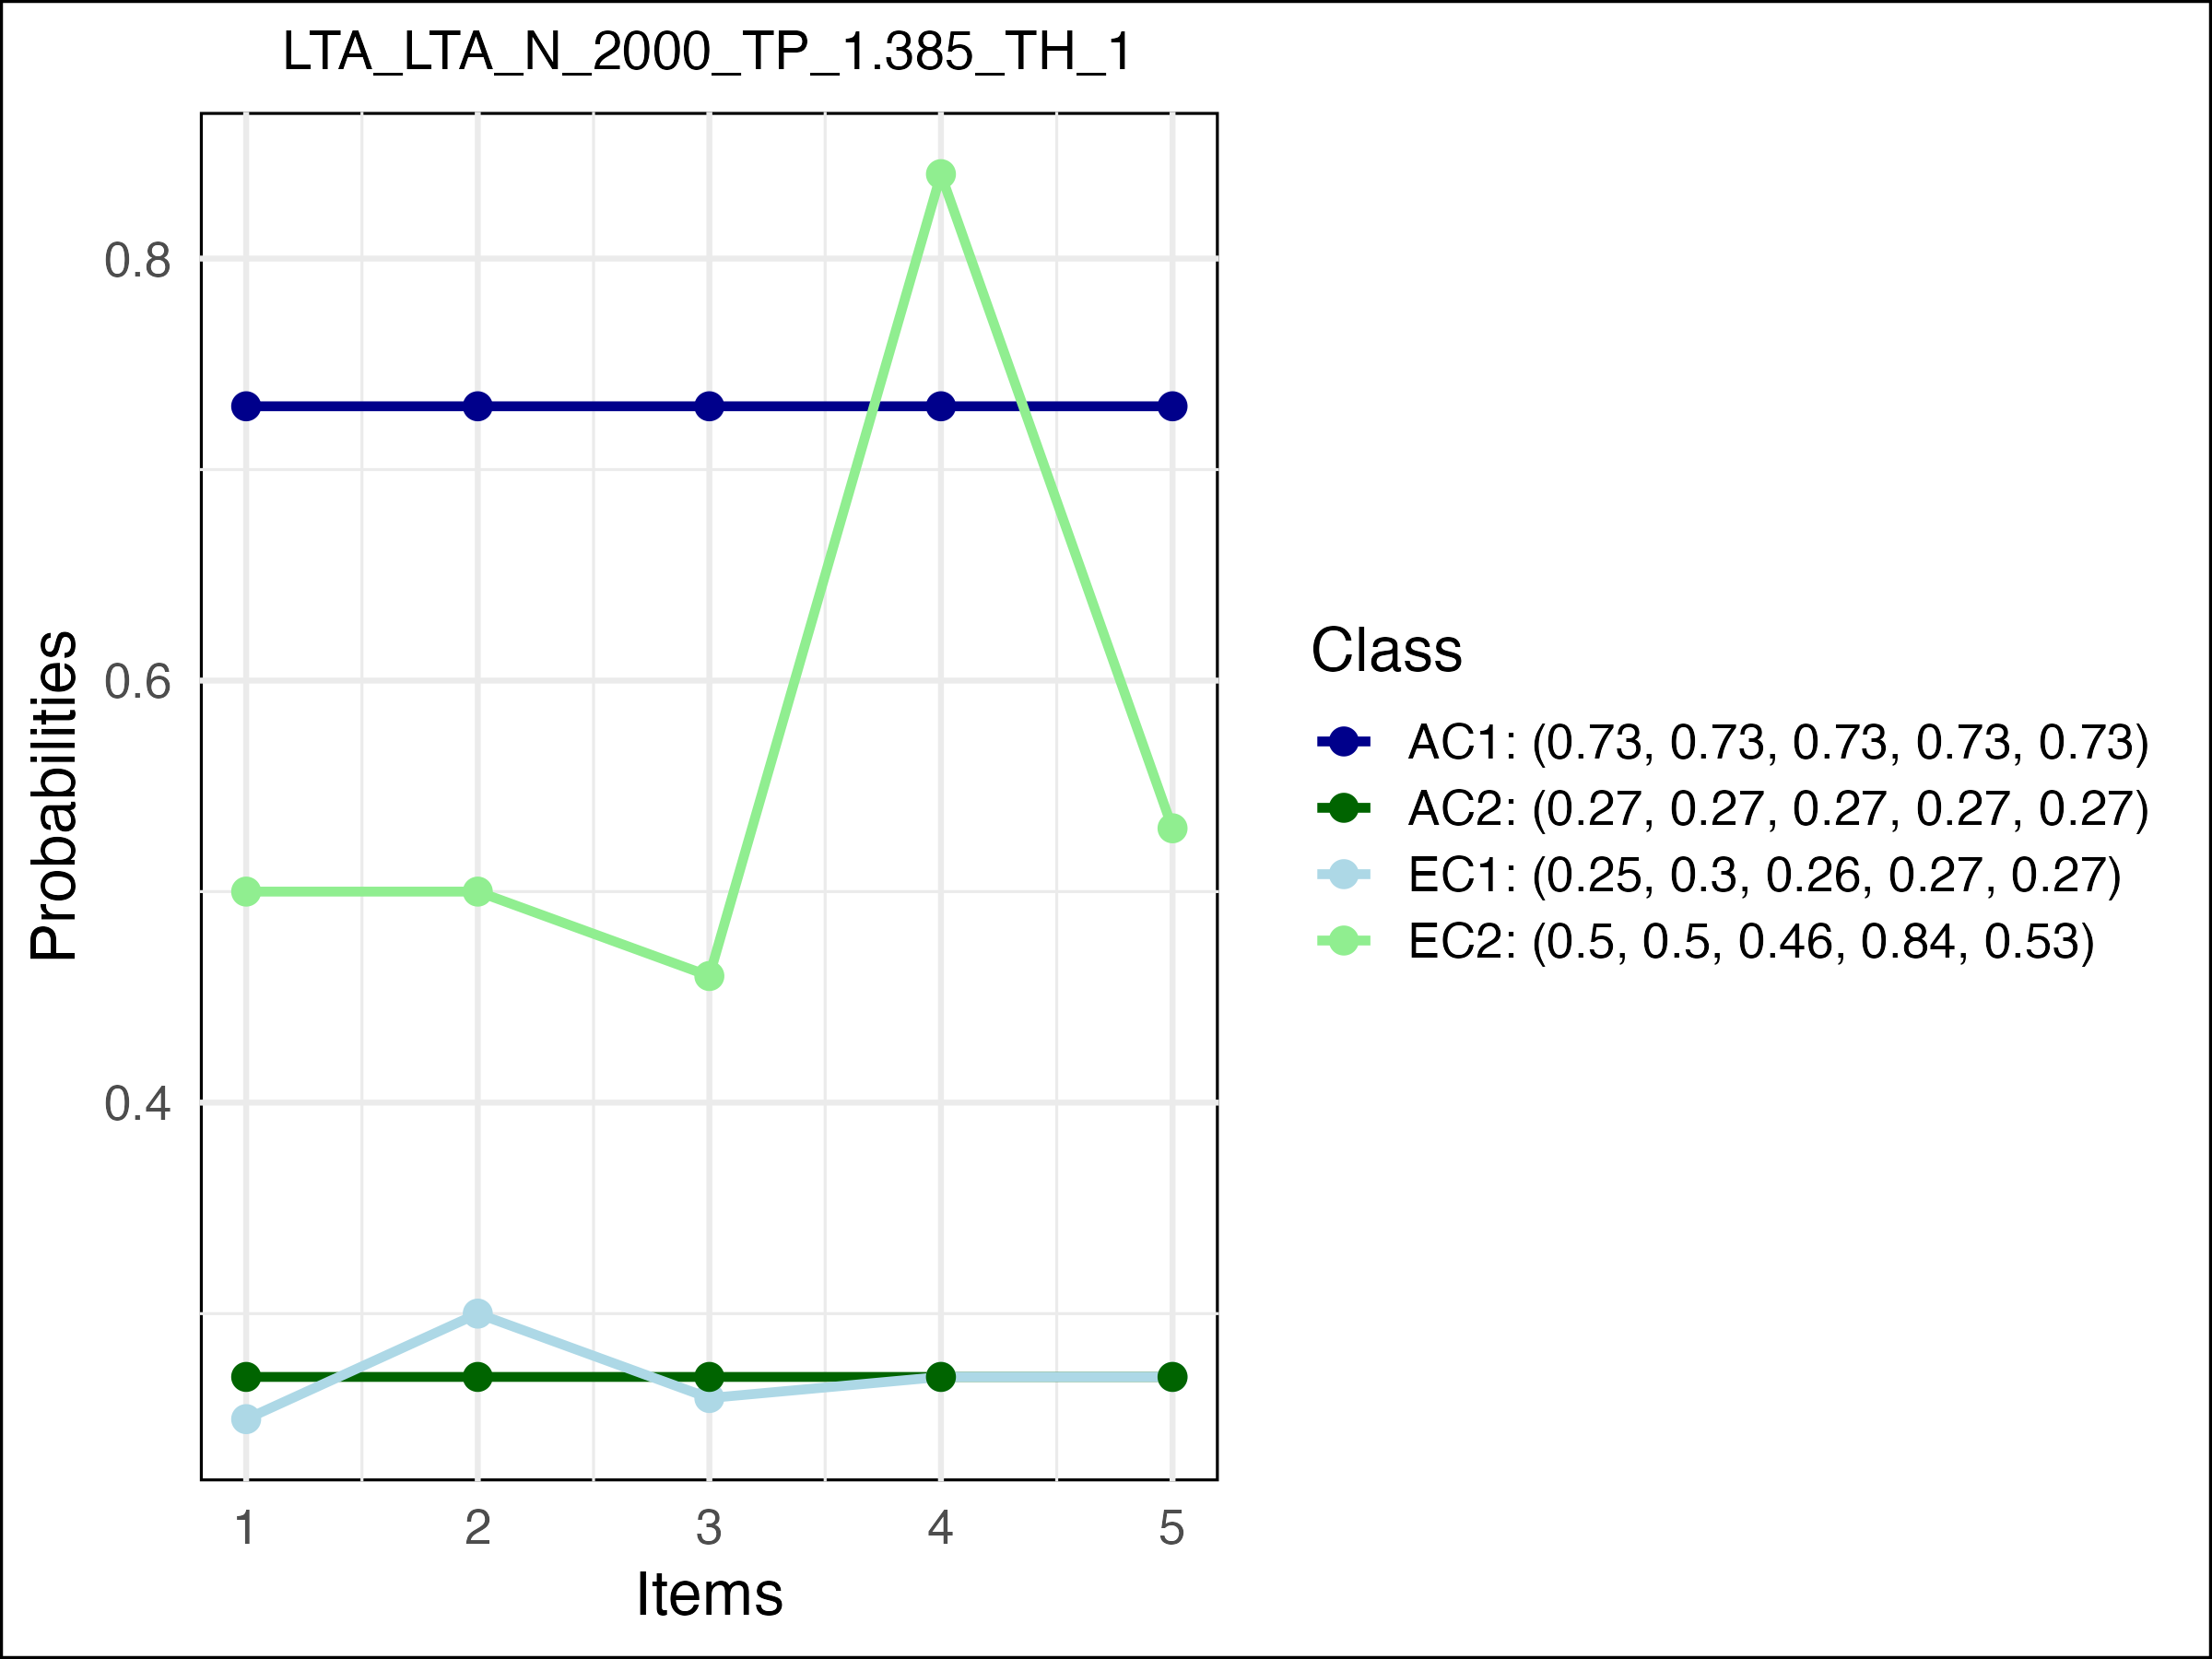 LTA_LTA_N_2000_TP_1.385_TH_1
Probabilities
0.8
0.6
0.4
1 2 3 4 5
Items
Class
AC1: (0.73, 0.73, 0.73, 0.73, 0.73)
AC2: (0.27, 0.27, 0.27, 0.27, 0.27)
EC1: (0.25, 0.3, 0.26, 0.27, 0.27)
EC2: (0.5, 0.5, 0.46, 0.84, 0.53)